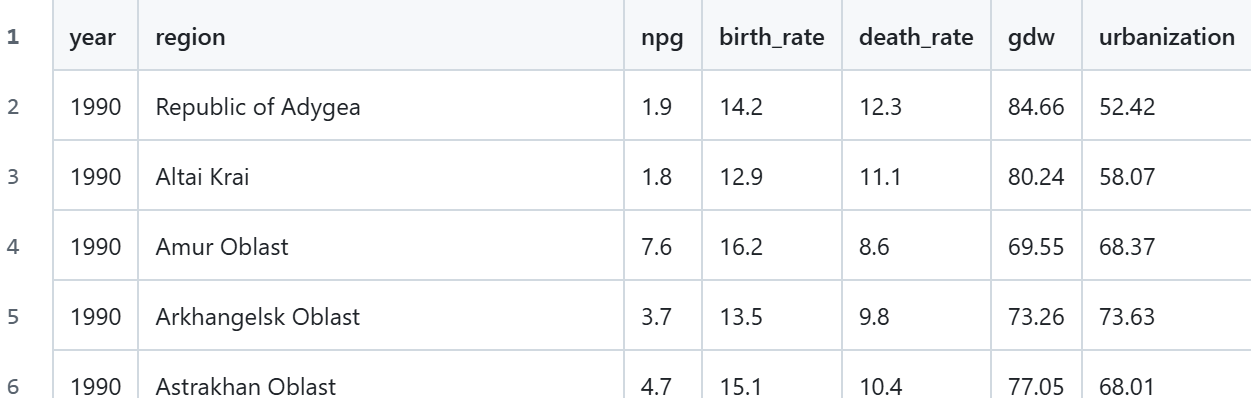 1 year region npg birth_rate death_rate gdw urbanization
2 1990 Republic of Adygea 1.9 14.2 12.3 84.66 52.42
3 1990 Altai Krai 1.8 12.9 11.1 80.24 58.07
4 1990 Amur Oblast 7.6 16.2 8.6 69.55 68.37
5 1990 Arkhangelsk Oblast 3.7 13.5 9.8 73.26 73.63
6 1990 Astrakhan Oblast 4.7 15.1 10.4 77.05 68.01